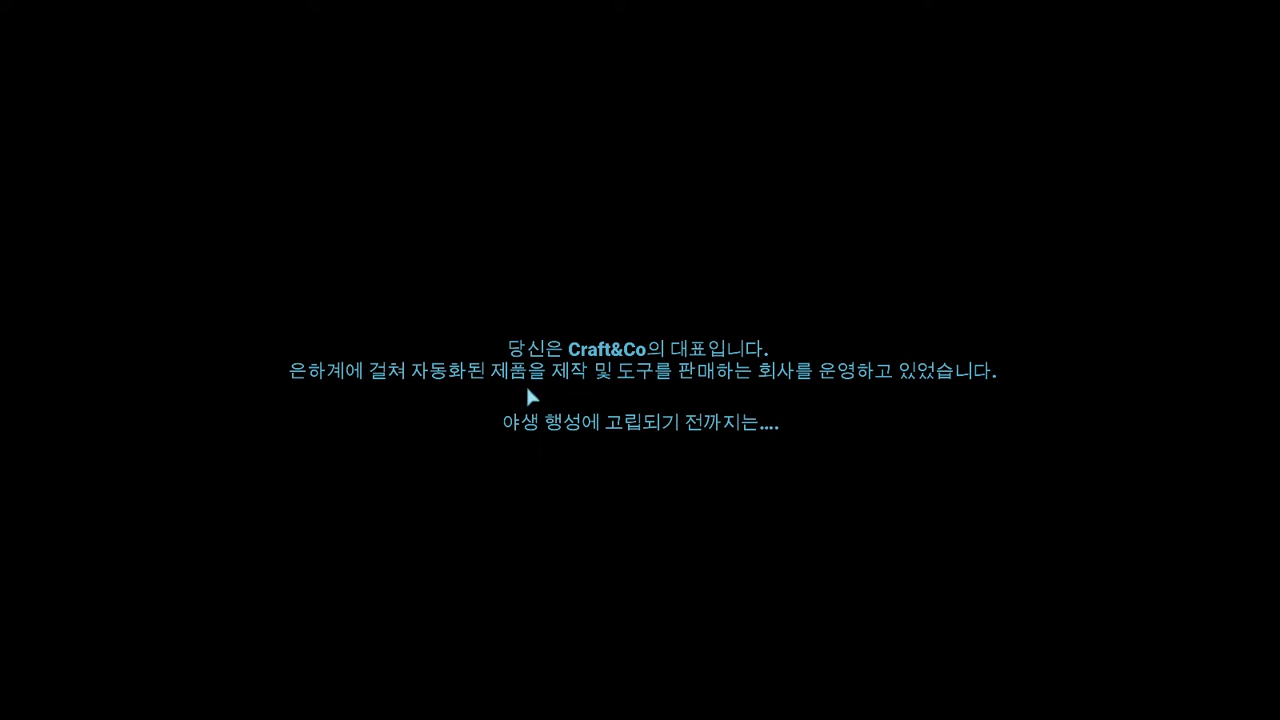 당신은 Craft&Co의 대표입니다.
은하계에 걸쳐 자동화된 제품을 제작 및 도구를 판매하는 회사를 운영하고 있었습니다.
야생 행성에 고립되기 전까지는....